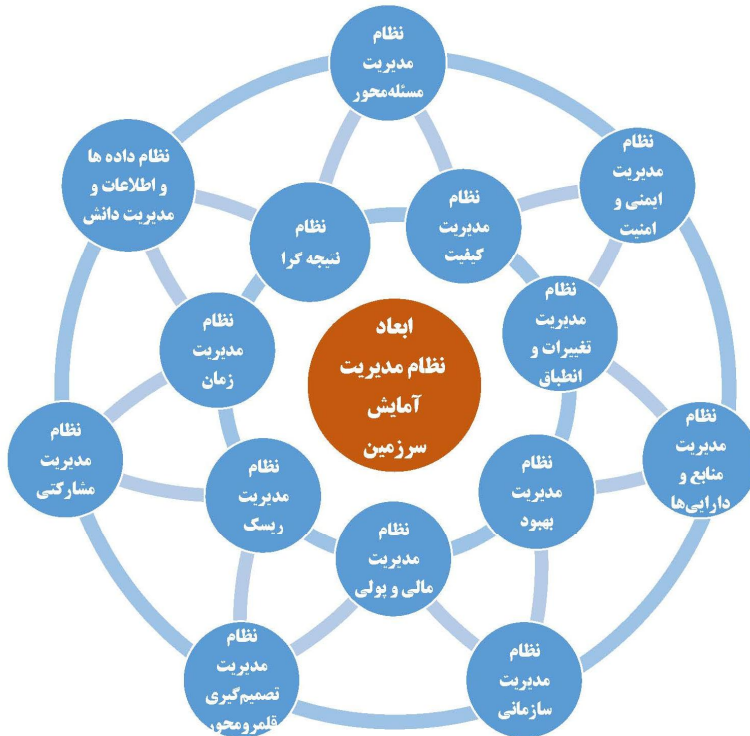 نظام
مدیریت
مسئله‌محور
نظام
مدیریت
ایمنی و
امنیت
نظام داده ها
و اطلاعات و
مدیریت دانش
نظام
مدیریت
کیفیت
نظام
نتیجه گرا
نظام
مدیریت
تغییرات و
انطباق
نظام
مدیریت
زمان
ابعاد
نظام مدیریت
آمایش
سرزمین
نظام
مدیریت
منابع و
دارایی‌ها
نظام
مدیریت
مشارکتی
نظام
مدیریت
بهبود
نظام
مدیریت
ریسک
نظام
مدیریت
مالی و پولی
نظام
مدیریت
سازمانی
نظام
مدیریت
تصمیم‌گیری
قلمرومحور